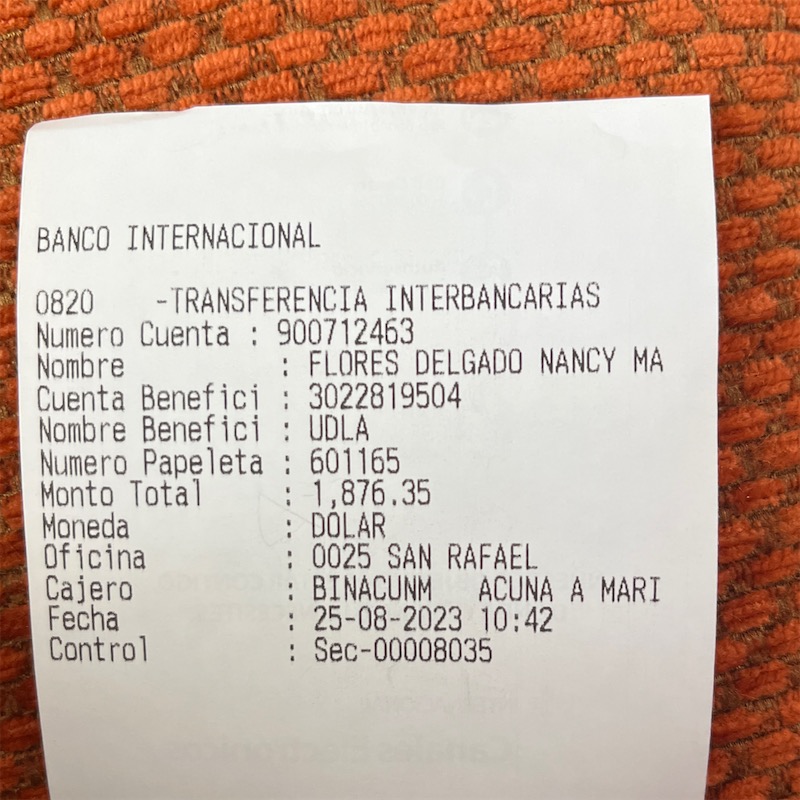 BANCO INTERNACIONAL
0820 -TRANSFERENCIA INTERBANCARIAS
Numero Cuenta : 900712463
Nombre : FLORES DELGADO NANCY MA
Cuenta Benefici : 3022819504
Nombre Benefici : UDLA
Numero Papeleta : 601165
Monto Total : 1,876.35
Moneda : DOLAR
Oficina : 0025 SAN RAFAEL
Cajero : BINACUNM ACUNA A MARI
Fecha : 25-08-2023 10:42
Control : Sec-00008035